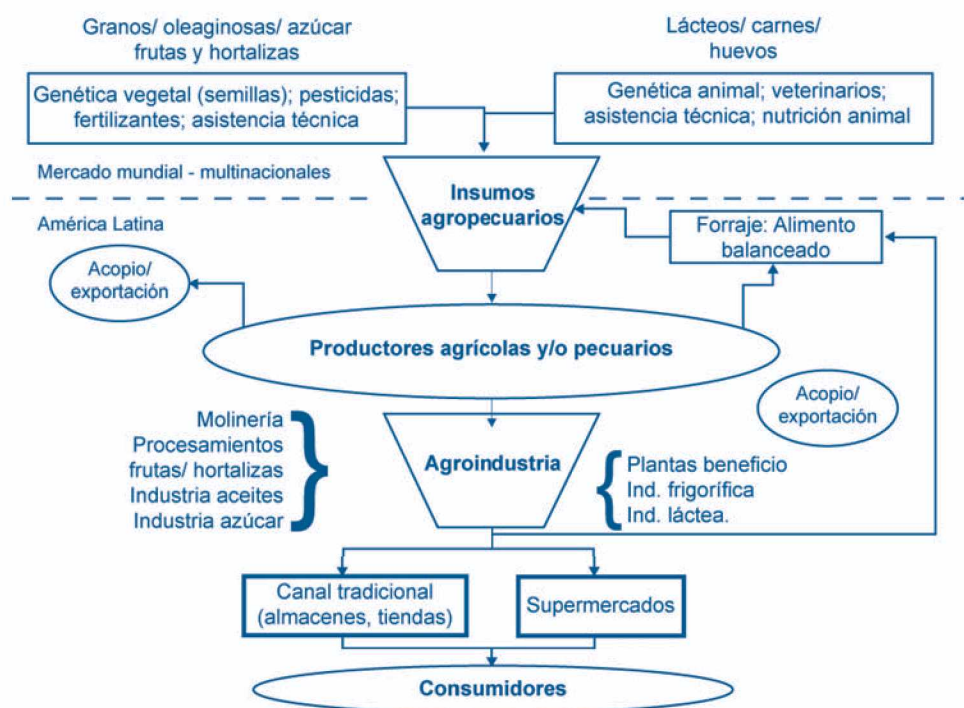 Granos/ oleaginosas/ azúcar
frutas y hortalizas
Lácteos/ carnes/
huevos
Genética vegetal (semillas); pesticidas;
fertilizantes; asistencia técnica
Genética animal; veterinarios;
asistencia técnica; nutrición animal
Mercado mundial - multinacionales
Insumos
agropecuarios
América Latina
Forraje: Alimento
balanceado
Acopio/
exportación
Productores agrícolas y/o pecuarios
Acopio/
exportación
Molinería
Procesamientos
frutas/ hortalizas
Industria aceites
Industria azúcar
Agroindustria
Plantas beneficio
Ind. frigorífica
Ind. láctea.
Canal tradicional
(almacenes, tiendas)
Supermercados
Consumidores